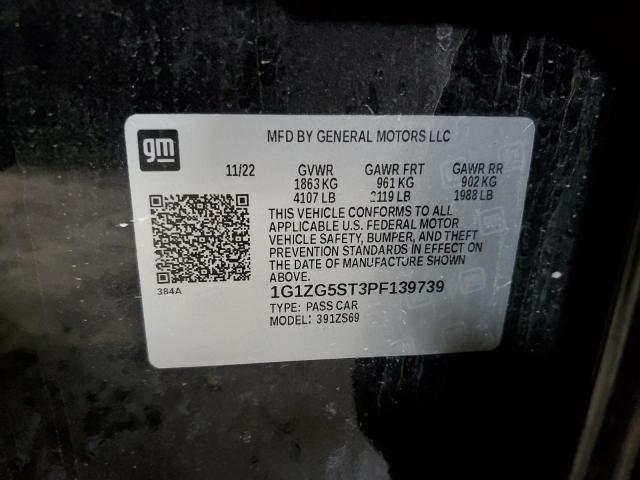 gm
MFD BY GENERAL MOTORS LLC
11/22 GVWR GAWR FRT GAWR RR
1863 KG 961 KG 902 KG
4107 LB 2119 LB 1988 LB
THIS VEHICLE CONFORMS TO ALL
APPLICABLE U.S. FEDERAL MOTOR
VEHICLE SAFETY, BUMPER, AND THEFT
PREVENTION STANDARDS IN EFFECT ON
THE DATE OF MANUFACTURE SHOWN
ABOVE.
384A
1G1ZG5ST3PF139739
TYPE: PASS CAR
MODEL: 391ZS69